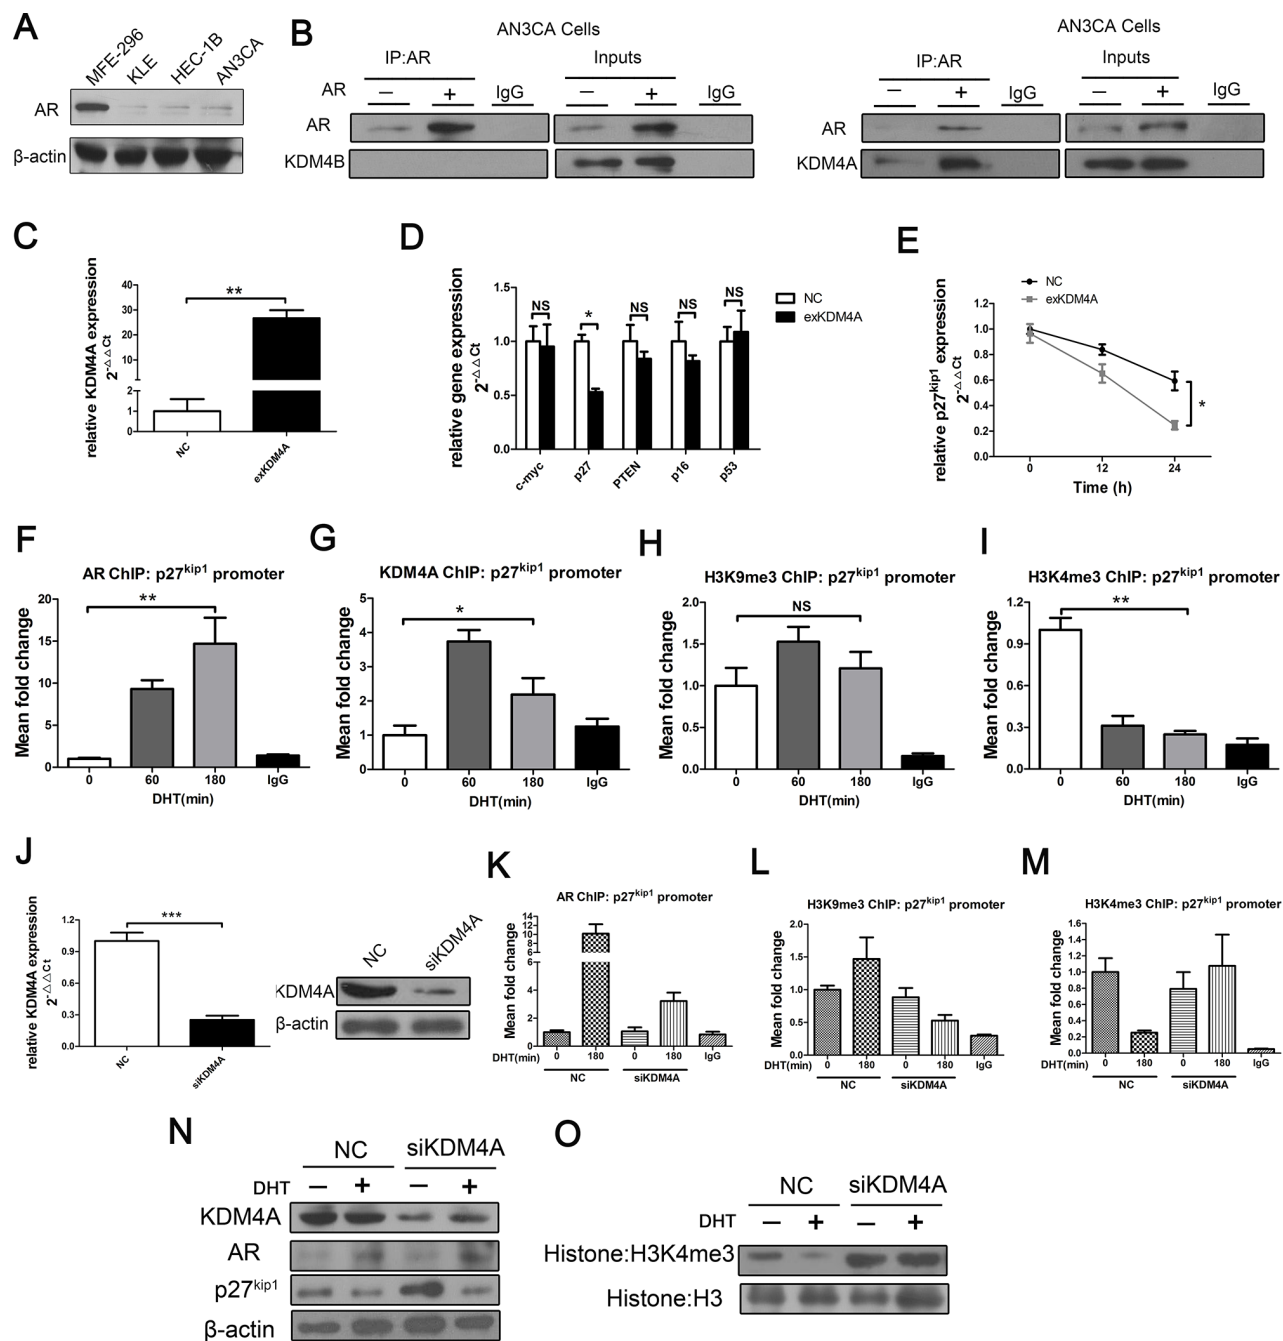 A
MFE-296 KLE HEC-1B AN3CA
AR
β-actin
B
AN3CA Cells
IP:AR Inputs
AR − + IgG − + IgG
AR
KDM4B
AN3CA Cells
IP:AR Inputs
− + IgG − + IgG
AR
KDM4A
C
relative KDM4A expression
2-△△Ct
40
30
20
10
2
1
0
**
NC exKDM4A
D
relative gene expression
2-△△Ct
1.5
1.0
0.5
0.0
NS * NS NS NS
c-myc p27 PTEN p16 p53
NC
exKDM4A
E
NC
exKDM4A
relative p27kip1 expression
2-△△Ct
1.2
1.0
0.8
0.6
0.4
0.2
0.0
*
0 12 24
Time (h)
F
AR ChIP: p27kip1 promoter
Mean fold change
20
15
10
5
0
**
0 60 180 IgG
DHT(min)
G
KDM4A ChIP: p27kip1 promoter
Mean fold change
5
4
3
2
1
0
*
0 60 180 IgG
DHT(min)
H
H3K9me3 ChIP: p27kip1 promoter
Mean fold change
2.0
1.5
1.0
0.5
0.0
NS
0 60 180 IgG
DHT(min)
I
H3K4me3 ChIP: p27kip1 promoter
Mean fold change
1.2
0.9
0.6
0.3
0.0
**
0 60 180 IgG
DHT(min)
J
relative KDM4A expression
2-△△Ct
1.2
0.9
0.6
0.3
0.0
***
NC siKDM4A
NC siKDM4A
KDM4A
β-actin
K
AR ChIP: p27kip1 promoter
Mean fold change
14
12
10
8
6
4
2
0
DHT(min) 0 180 0 180 IgG
NC siKDM4A
L
H3K9me3 ChIP: p27kip1 promoter
Mean fold change
2.0
1.5
1.0
0.5
0.0
DHT(min) 0 180 0 180 IgG
NC siKDM4A
M
H3K4me3 ChIP: p27kip1 promoter
Mean fold change
1.6
1.4
1.2
1.0
0.8
0.6
0.4
0.2
0.0
DHT(min) 0 180 0 180 IgG
NC siKDM4A
N
NC siKDM4A
DHT − + − +
KDM4A
AR
p27kip1
β-actin
O
NC siKDM4A
DHT − + − +
Histone:H3K4me3
Histone:H3